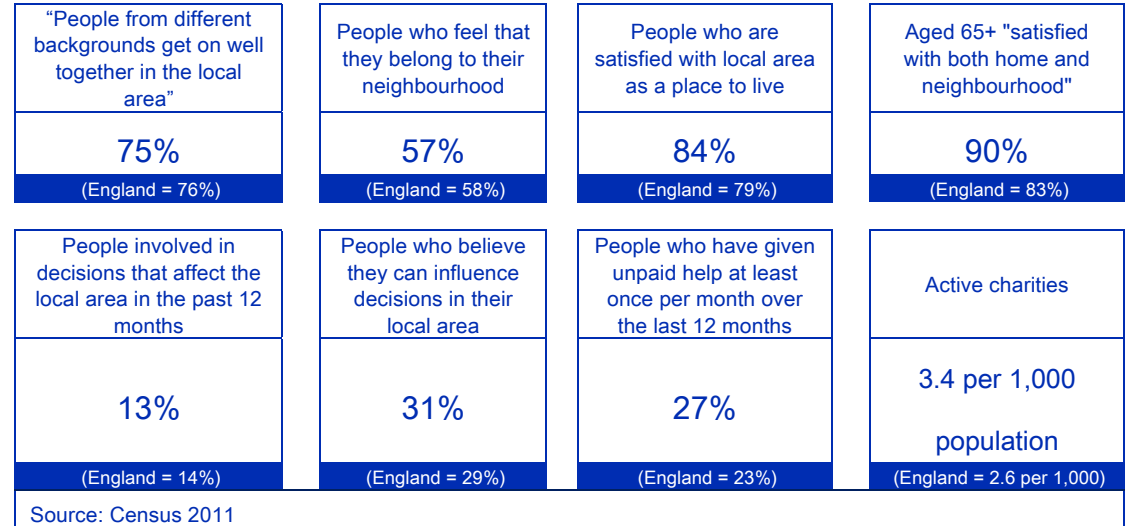 “People from different
backgrounds get on well
together in the local
area”
75%
(England = 76%)
People who feel that
they belong to their
neighbourhood
57%
(England = 58%)
People who are
satisfied with local area
as a place to live
84%
(England = 79%)
Aged 65+ "satisfied
with both home and
neighbourhood"
90%
(England = 83%)
People involved in
decisions that affect the
local area in the past 12
months
13%
(England = 14%)
People who believe
they can influence
decisions in their
local area
31%
(England = 29%)
People who have given
unpaid help at least
once per month over
the last 12 months
27%
(England = 23%)
Active charities
3.4 per 1,000
population
(England = 2.6 per 1,000)
Source: Census 2011